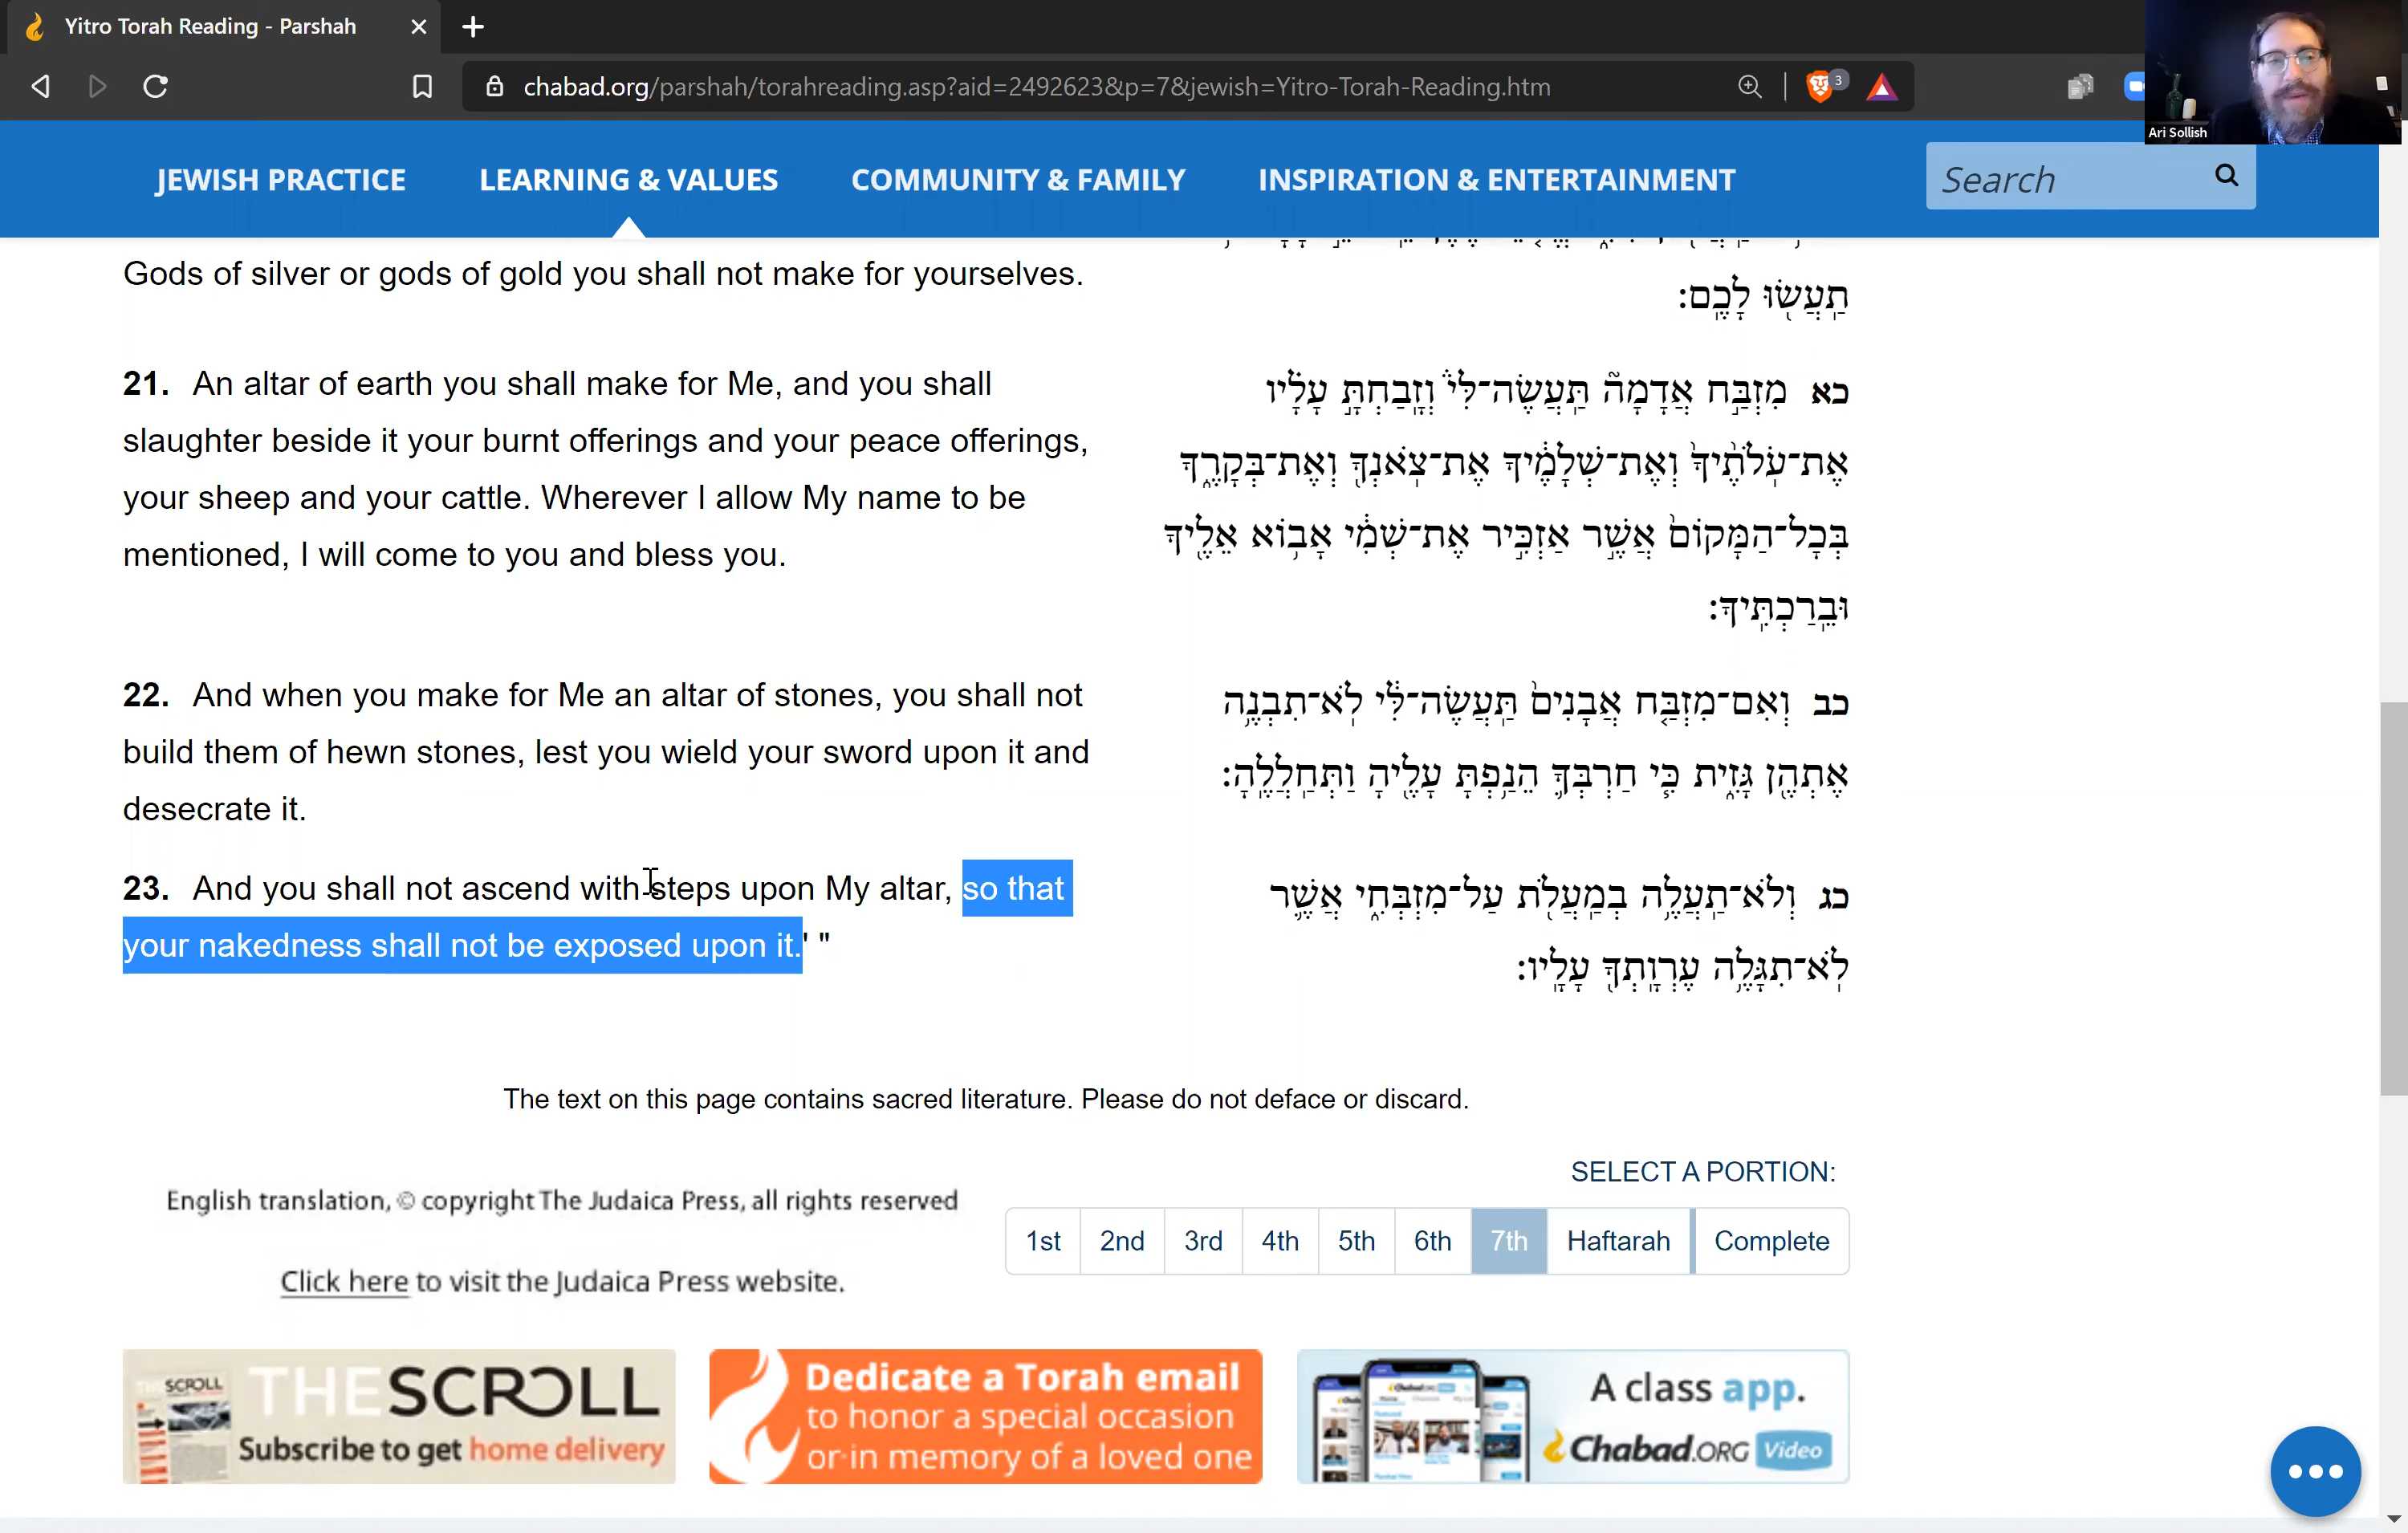 Yitro Torah Reading - Parshah
chabad.org/parshah/torahreading.asp?aid=2492623&p=7&jewish=Yitro-Torah-Reading.htm
3
Ari Sollish
JEWISH PRACTICE
LEARNING & VALUES
COMMUNITY & FAMILY
INSPIRATION & ENTERTAINMENT
Search
Gods of silver or gods of gold you shall not make for yourselves.
תַֽעֲשׂ֖וּ לָכֶֽם:
21. An altar of earth you shall make for Me, and you shall
slaughter beside it your burnt offerings and your peace offerings,
your sheep and your cattle. Wherever I allow My name to be
mentioned, I will come to you and bless you.
כא מִזְבַּ֣ח אֲדָמָה֘ תַּֽעֲשֶׂה־לִּי֒ וְזָֽבַחְתָּ֣ עָלָ֗יו
אֶת־עֹֽלֹתֶ֨יךָ֙ וְאֶת־שְׁלָמֶ֔יךָ אֶת־צֹֽאנְךָ֖ וְאֶת־בְּקָרֶ֑ךָ
בְּכָל־הַמָּקוֹם֙ אֲשֶׁ֣ר אַזְכִּ֣יר אֶת־שְׁמִ֔י אָב֥וֹא אֵלֶ֖יךָ
וּבֵֽרַכְתִּֽיךָ:
22. And when you make for Me an altar of stones, you shall not
build them of hewn stones, lest you wield your sword upon it and
desecrate it.
כב וְאִם־מִזְבַּ֤ח אֲבָנִים֙ תַּֽעֲשֶׂה־לִּ֔י לֹֽא־תִבְנֶ֥ה
אֶתְהֶ֖ן גָּזִ֑ית כִּ֧י חַרְבְּךָ֛ הֵנַ֥פְתָּ עָלֶ֖יהָ וַתְּחַֽלְלֶֽהָ:
23. And you shall not ascend with steps upon My altar, so that
your nakedness shall not be exposed upon it.' "
כג וְלֹא־תַֽעֲלֶ֥ה בְמַֽעֲלֹ֖ת עַל־מִזְבְּחִ֑י אֲשֶׁ֛ר
לֹֽא־תִגָּלֶ֥ה עֶרְוָֽתְךָ֖ עָלָֽיו:
The text on this page contains sacred literature. Please do not deface or discard.
English translation, © copyright The Judaica Press, all rights reserved
Click here to visit the Judaica Press website.
SELECT A PORTION:
1st 2nd 3rd 4th 5th 6th 7th Haftarah Complete
SCROLL
THE SCROLL
Subscribe to get home delivery
Dedicate a Torah email
to honor a special occasion
or in memory of a loved one
A class app.
Chabad.ORG Video